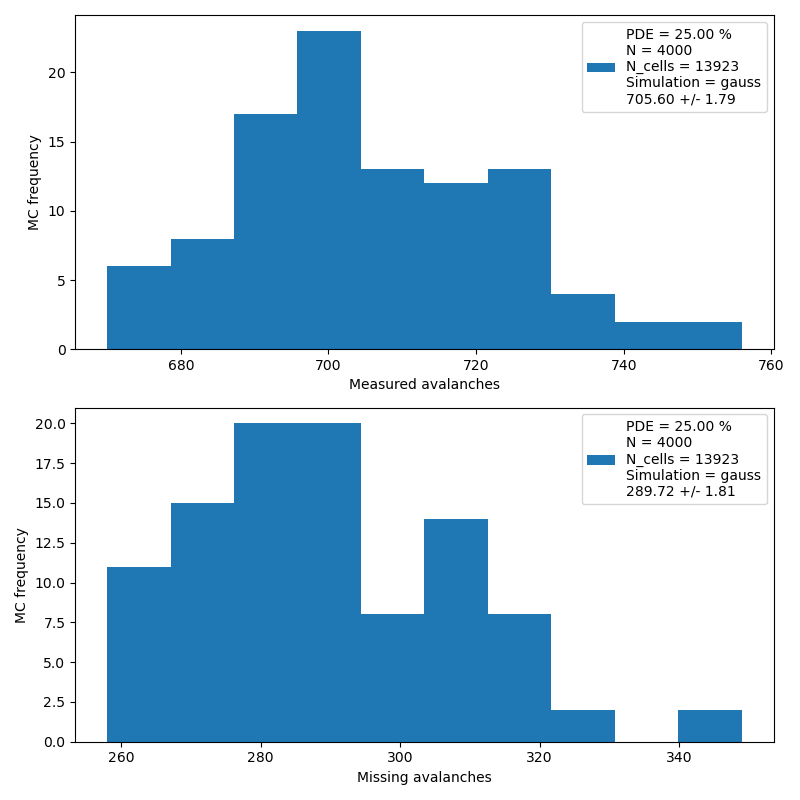 MC frequency
20
15
10
5
0
680
700
720
740
760
Measured avalanches
PDE = 25.00 %
N = 4000
N_cells = 13923
Simulation = gauss
705.60 +/- 1.79
MC frequency
20.0
17.5
15.0
12.5
10.0
7.5
5.0
2.5
0.0
260
280
300
320
340
Missing avalanches
PDE = 25.00 %
N = 4000
N_cells = 13923
Simulation = gauss
289.72 +/- 1.81